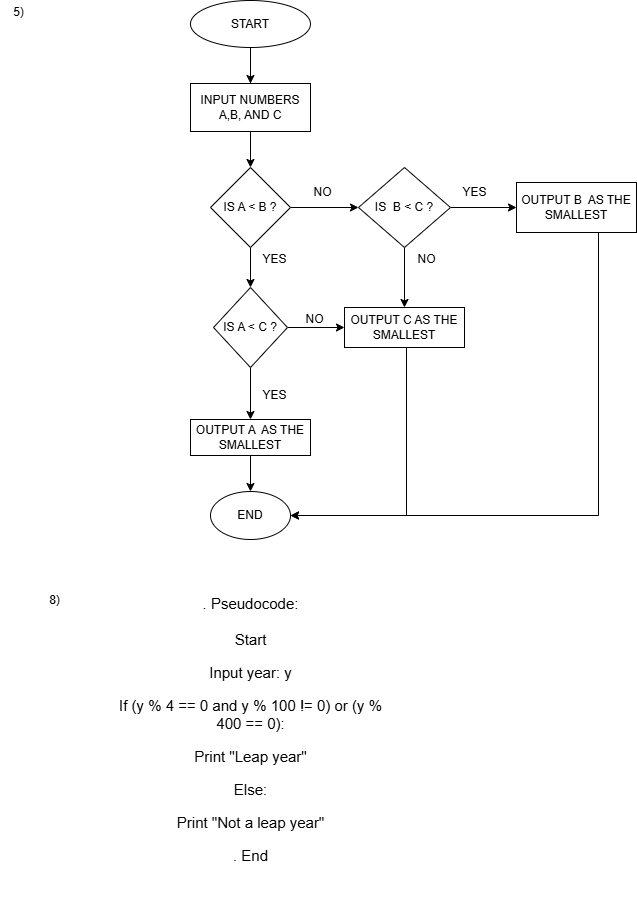 5)
START
INPUT NUMBERS
A,B, AND C
IS A < B ?
NO
IS B < C ?
YES
OUTPUT B AS THE
SMALLEST
YES
NO
IS A < C ?
NO
OUTPUT C AS THE
SMALLEST
YES
OUTPUT A AS THE
SMALLEST
END
8)
. Pseudocode:
Start
Input year: y
If (y % 4 == 0 and y % 100 != 0) or (y %
400 == 0):
Print "Leap year"
Else:
Print "Not a leap year"
. End